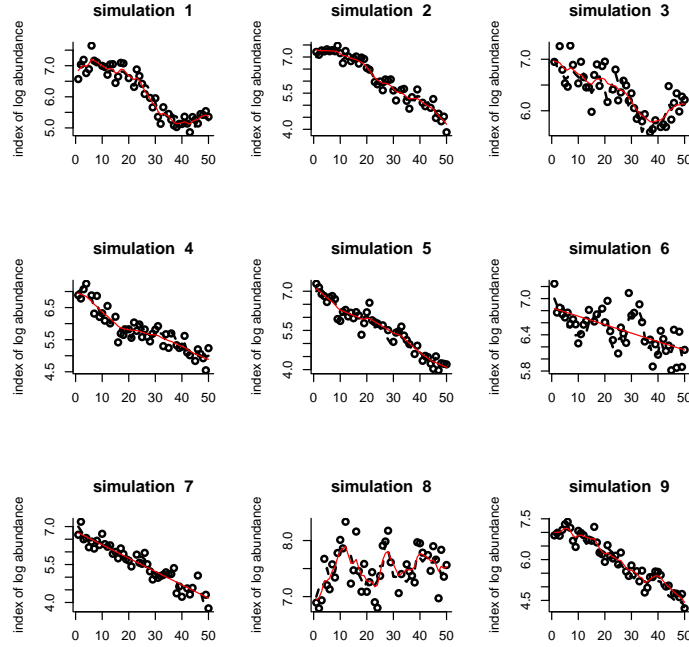 simulation 1
simulation 2
simulation 3
index of log abundance
5.0 6.0 7.0
0 10 20 30 40 50
index of log abundance
4.0 5.5 7.0
0 10 20 30 40 50
index of log abundance
6.0 7.0
0 10 20 30 40 50
simulation 4
simulation 5
simulation 6
index of log abundance
4.5 5.5 6.5
0 10 20 30 40 50
index of log abundance
4.0 5.5 7.0
0 10 20 30 40 50
index of log abundance
5.8 6.4 7.0
0 10 20 30 40 50
simulation 7
simulation 8
simulation 9
index of log abundance
4.0 5.5 7.0
0 10 20 30 40 50
index of log abundance
7.0 8.0
0 10 20 30 40 50
index of log abundance
4.5 6.0 7.5
0 10 20 30 40 50